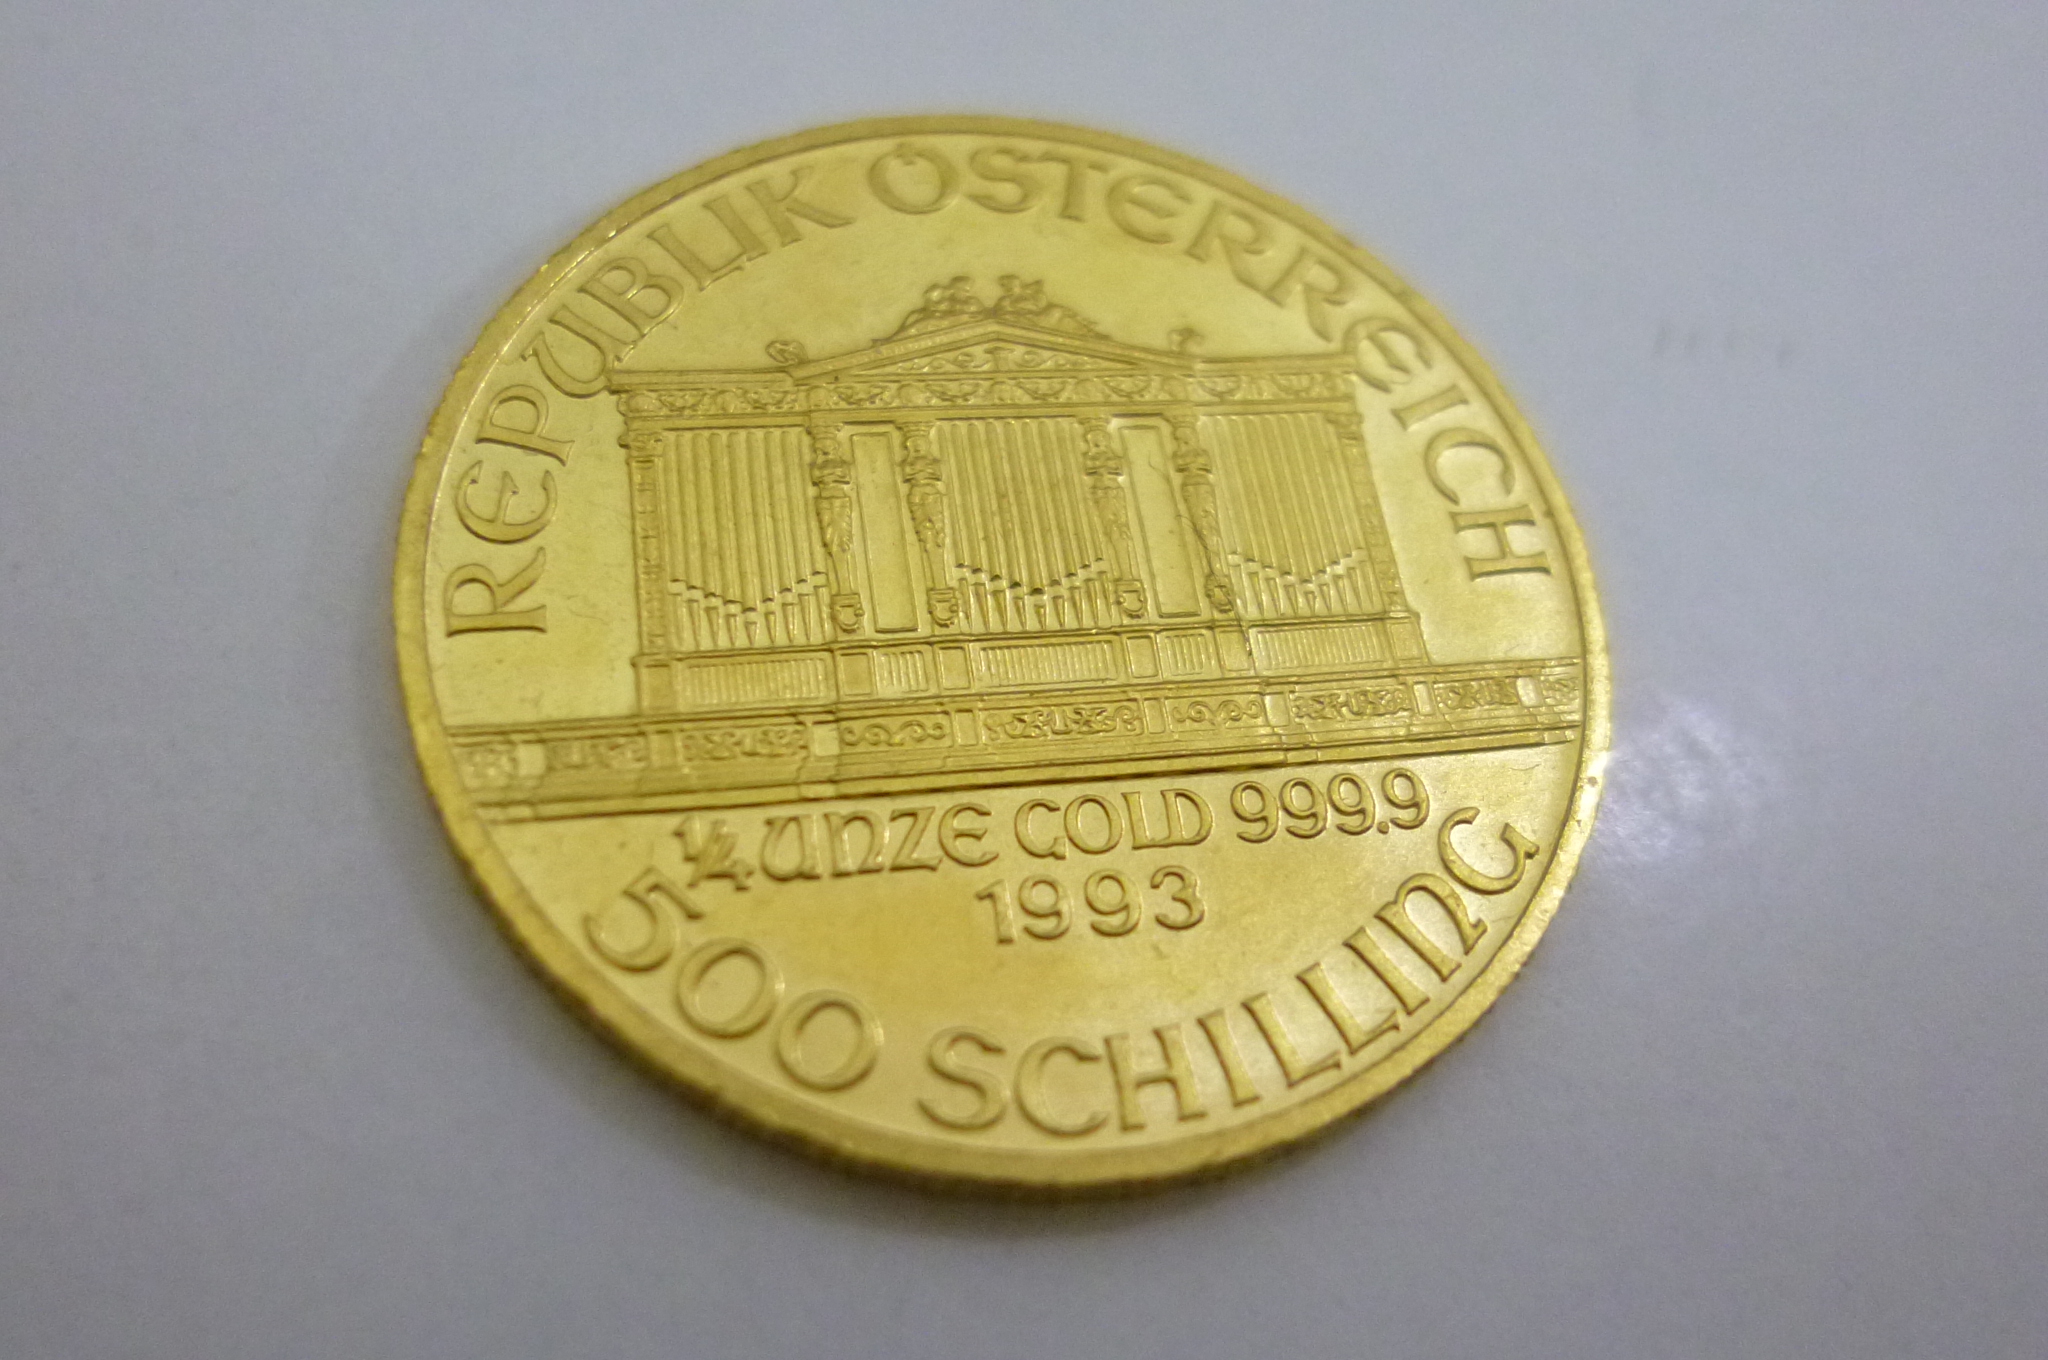 REPUBLIK ÖSTERREICH
1/4 UNZE GOLD 999.9
1993
500 SCHILLING